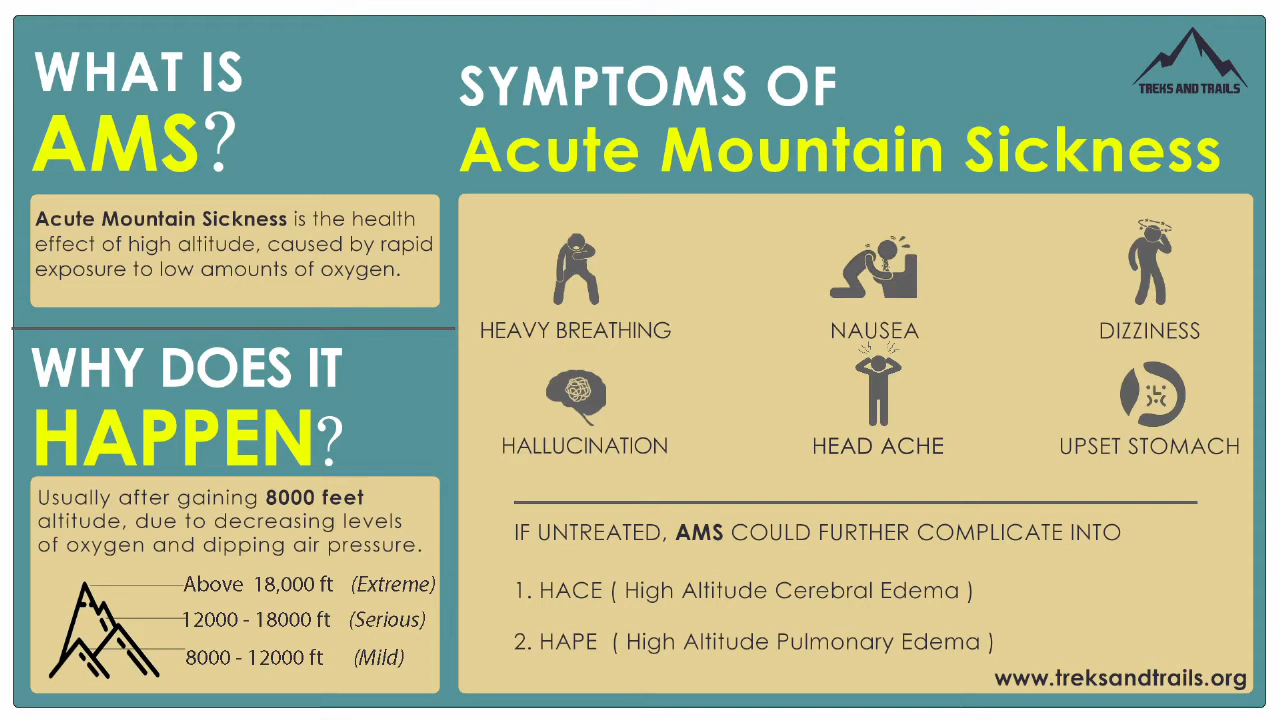 WHAT IS
AMS?
Acute Mountain Sickness is the health
effect of high altitude, caused by rapid
exposure to low amounts of oxygen.
WHY DOES IT
HAPPEN?
Usually after gaining 8000 feet
altitude, due to decreasing levels
of oxygen and dipping air pressure.
Above 18,000 ft (Extreme)
12000 - 18000 ft (Serious)
8000 - 12000 ft (Mild)
TREKS AND TRAILS
SYMPTOMS OF
Acute Mountain Sickness
HEAVY BREATHING NAUSEA DIZZINESS
HALLUCINATION HEAD ACHE UPSET STOMACH
IF UNTREATED, AMS COULD FURTHER COMPLICATE INTO
1. HACE ( High Altitude Cerebral Edema )
2. HAPE ( High Altitude Pulmonary Edema )
www.treksandtrails.org